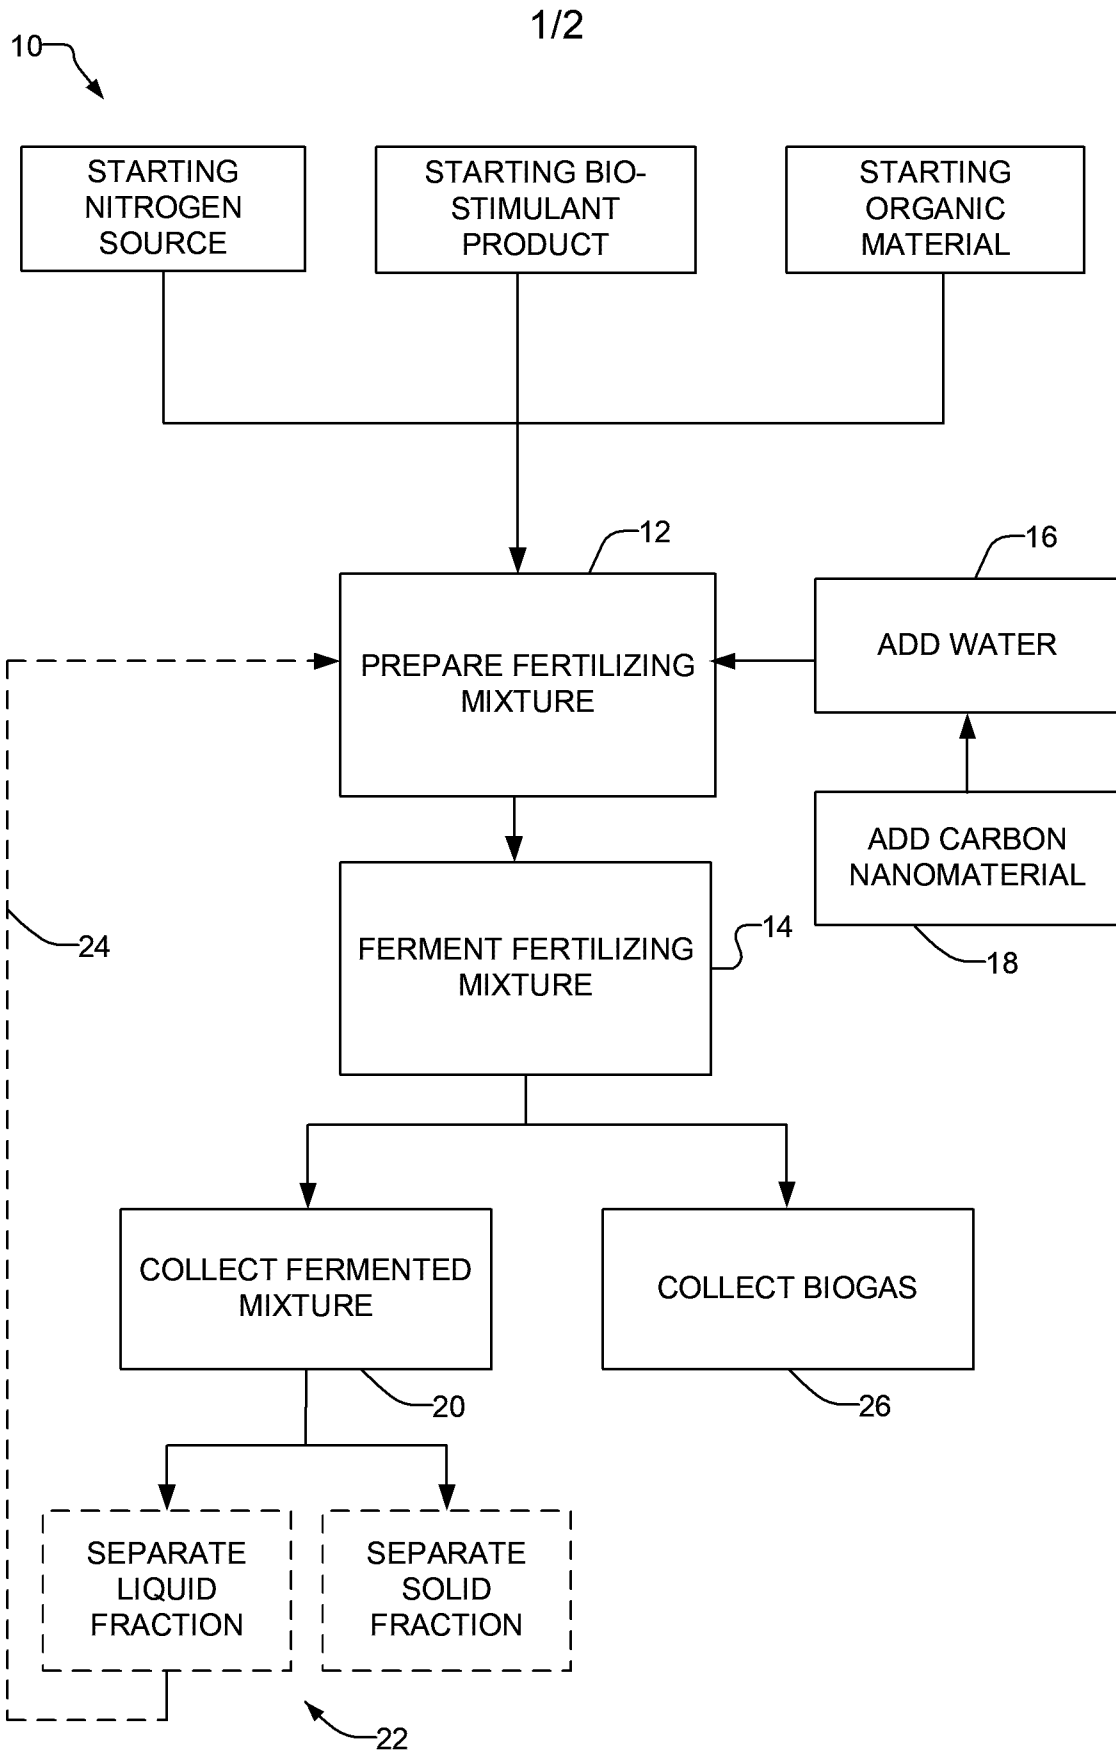 1/2
10
STARTING
NITROGEN
SOURCE
STARTING BIO-
STIMULANT
PRODUCT
STARTING
ORGANIC
MATERIAL
12
16
PREPARE FERTILIZING
MIXTURE
ADD WATER
ADD CARBON
NANOMATERIAL
24
FERMENT FERTILIZING
MIXTURE
14
18
COLLECT FERMENTED
MIXTURE
COLLECT BIOGAS
20
26
SEPARATE
LIQUID
FRACTION
SEPARATE
SOLID
FRACTION
22